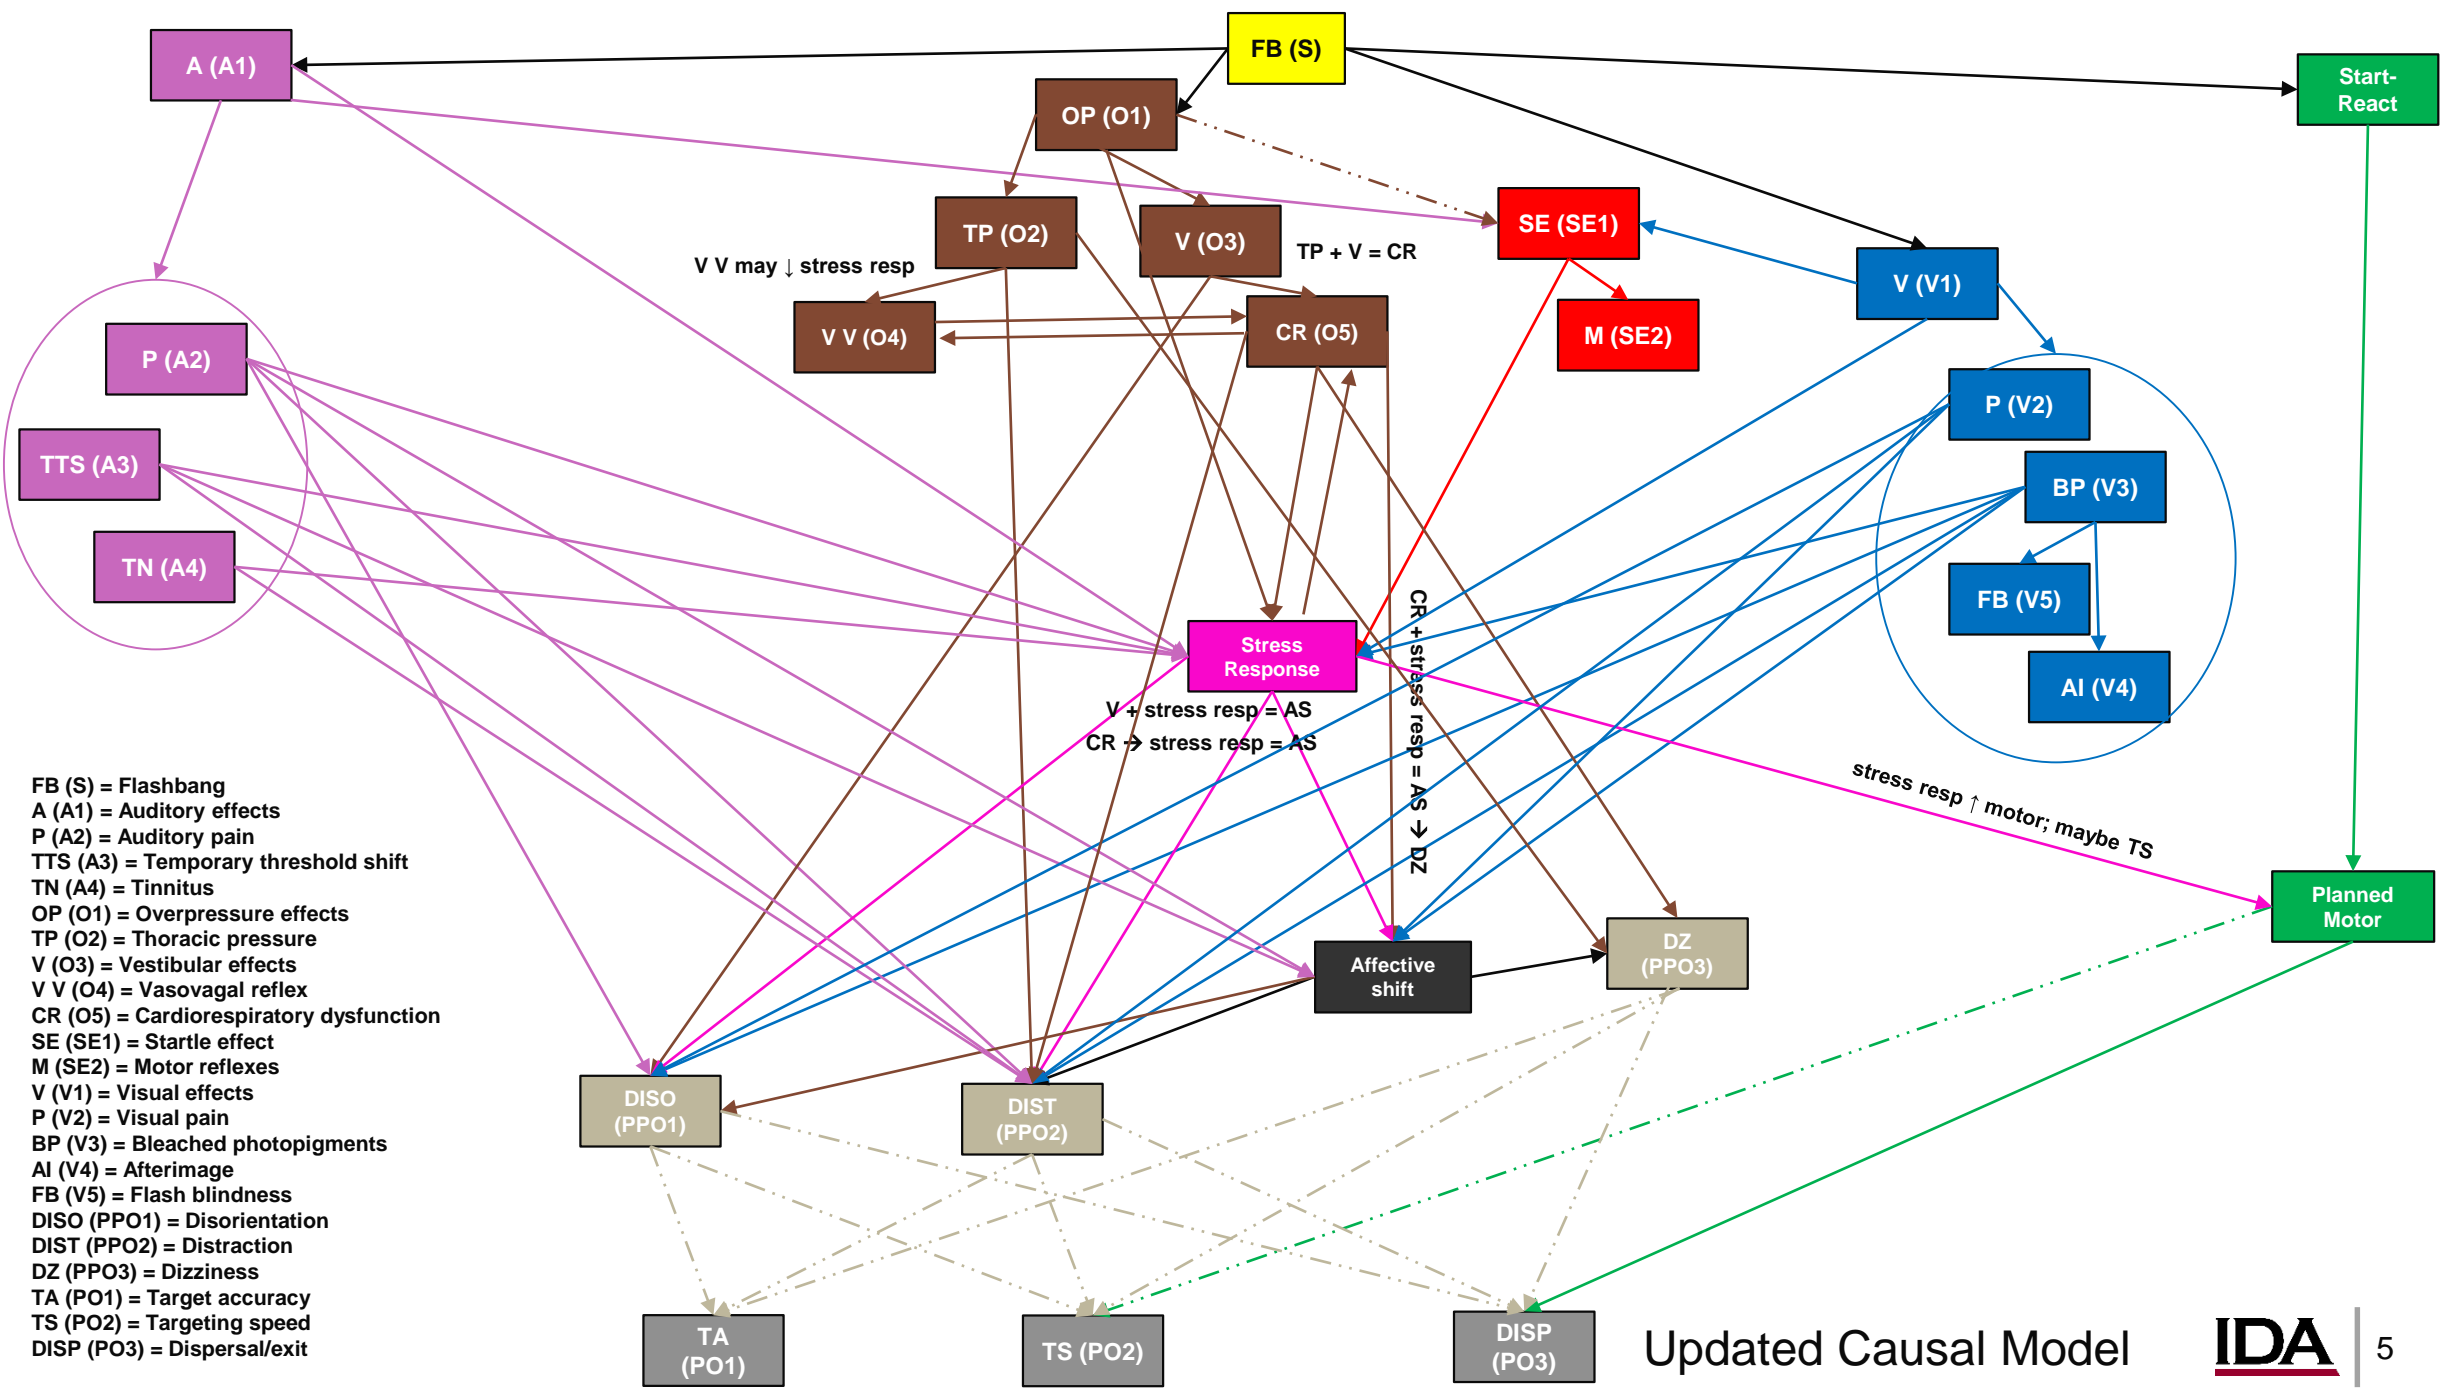 FB (S)
A (A1)
Start-
React
OP (O1)
SE (SE1)
TP (O2)
V (O3)
TP + V = CR
V V may ↓ stress resp
V (V1)
V V (O4)
CR (O5)
M (SE2)
P (A2)
P (V2)
TTS (A3)
BP (V3)
TN (A4)
FB (V5)
Stress
Response
AI (V4)
CR + stress resp = AS → DZ
V + stress resp = AS
CR → stress resp = AS
stress resp ↑ motor; maybe TS
Planned
Motor
DZ
(PPO3)
Affective
shift
DISO
(PPO1)
DIST
(PPO2)
FB (S) = Flashbang
A (A1) = Auditory effects
P (A2) = Auditory pain
TTS (A3) = Temporary threshold shift
TN (A4) = Tinnitus
OP (O1) = Overpressure effects
TP (O2) = Thoracic pressure
V (O3) = Vestibular effects
V V (O4) = Vasovagal reflex
CR (O5) = Cardiorespiratory dysfunction
SE (SE1) = Startle effect
M (SE2) = Motor reflexes
V (V1) = Visual effects
P (V2) = Visual pain
BP (V3) = Bleached photopigments
AI (V4) = Afterimage
FB (V5) = Flash blindness
DISO (PPO1) = Disorientation
DIST (PPO2) = Distraction
DZ (PPO3) = Dizziness
TA (PO1) = Target accuracy
TS (PO2) = Targeting speed
DISP (PO3) = Dispersal/exit
TA
(PO1)
TS (PO2)
DISP
(PO3)
Updated Causal Model
IDA
5